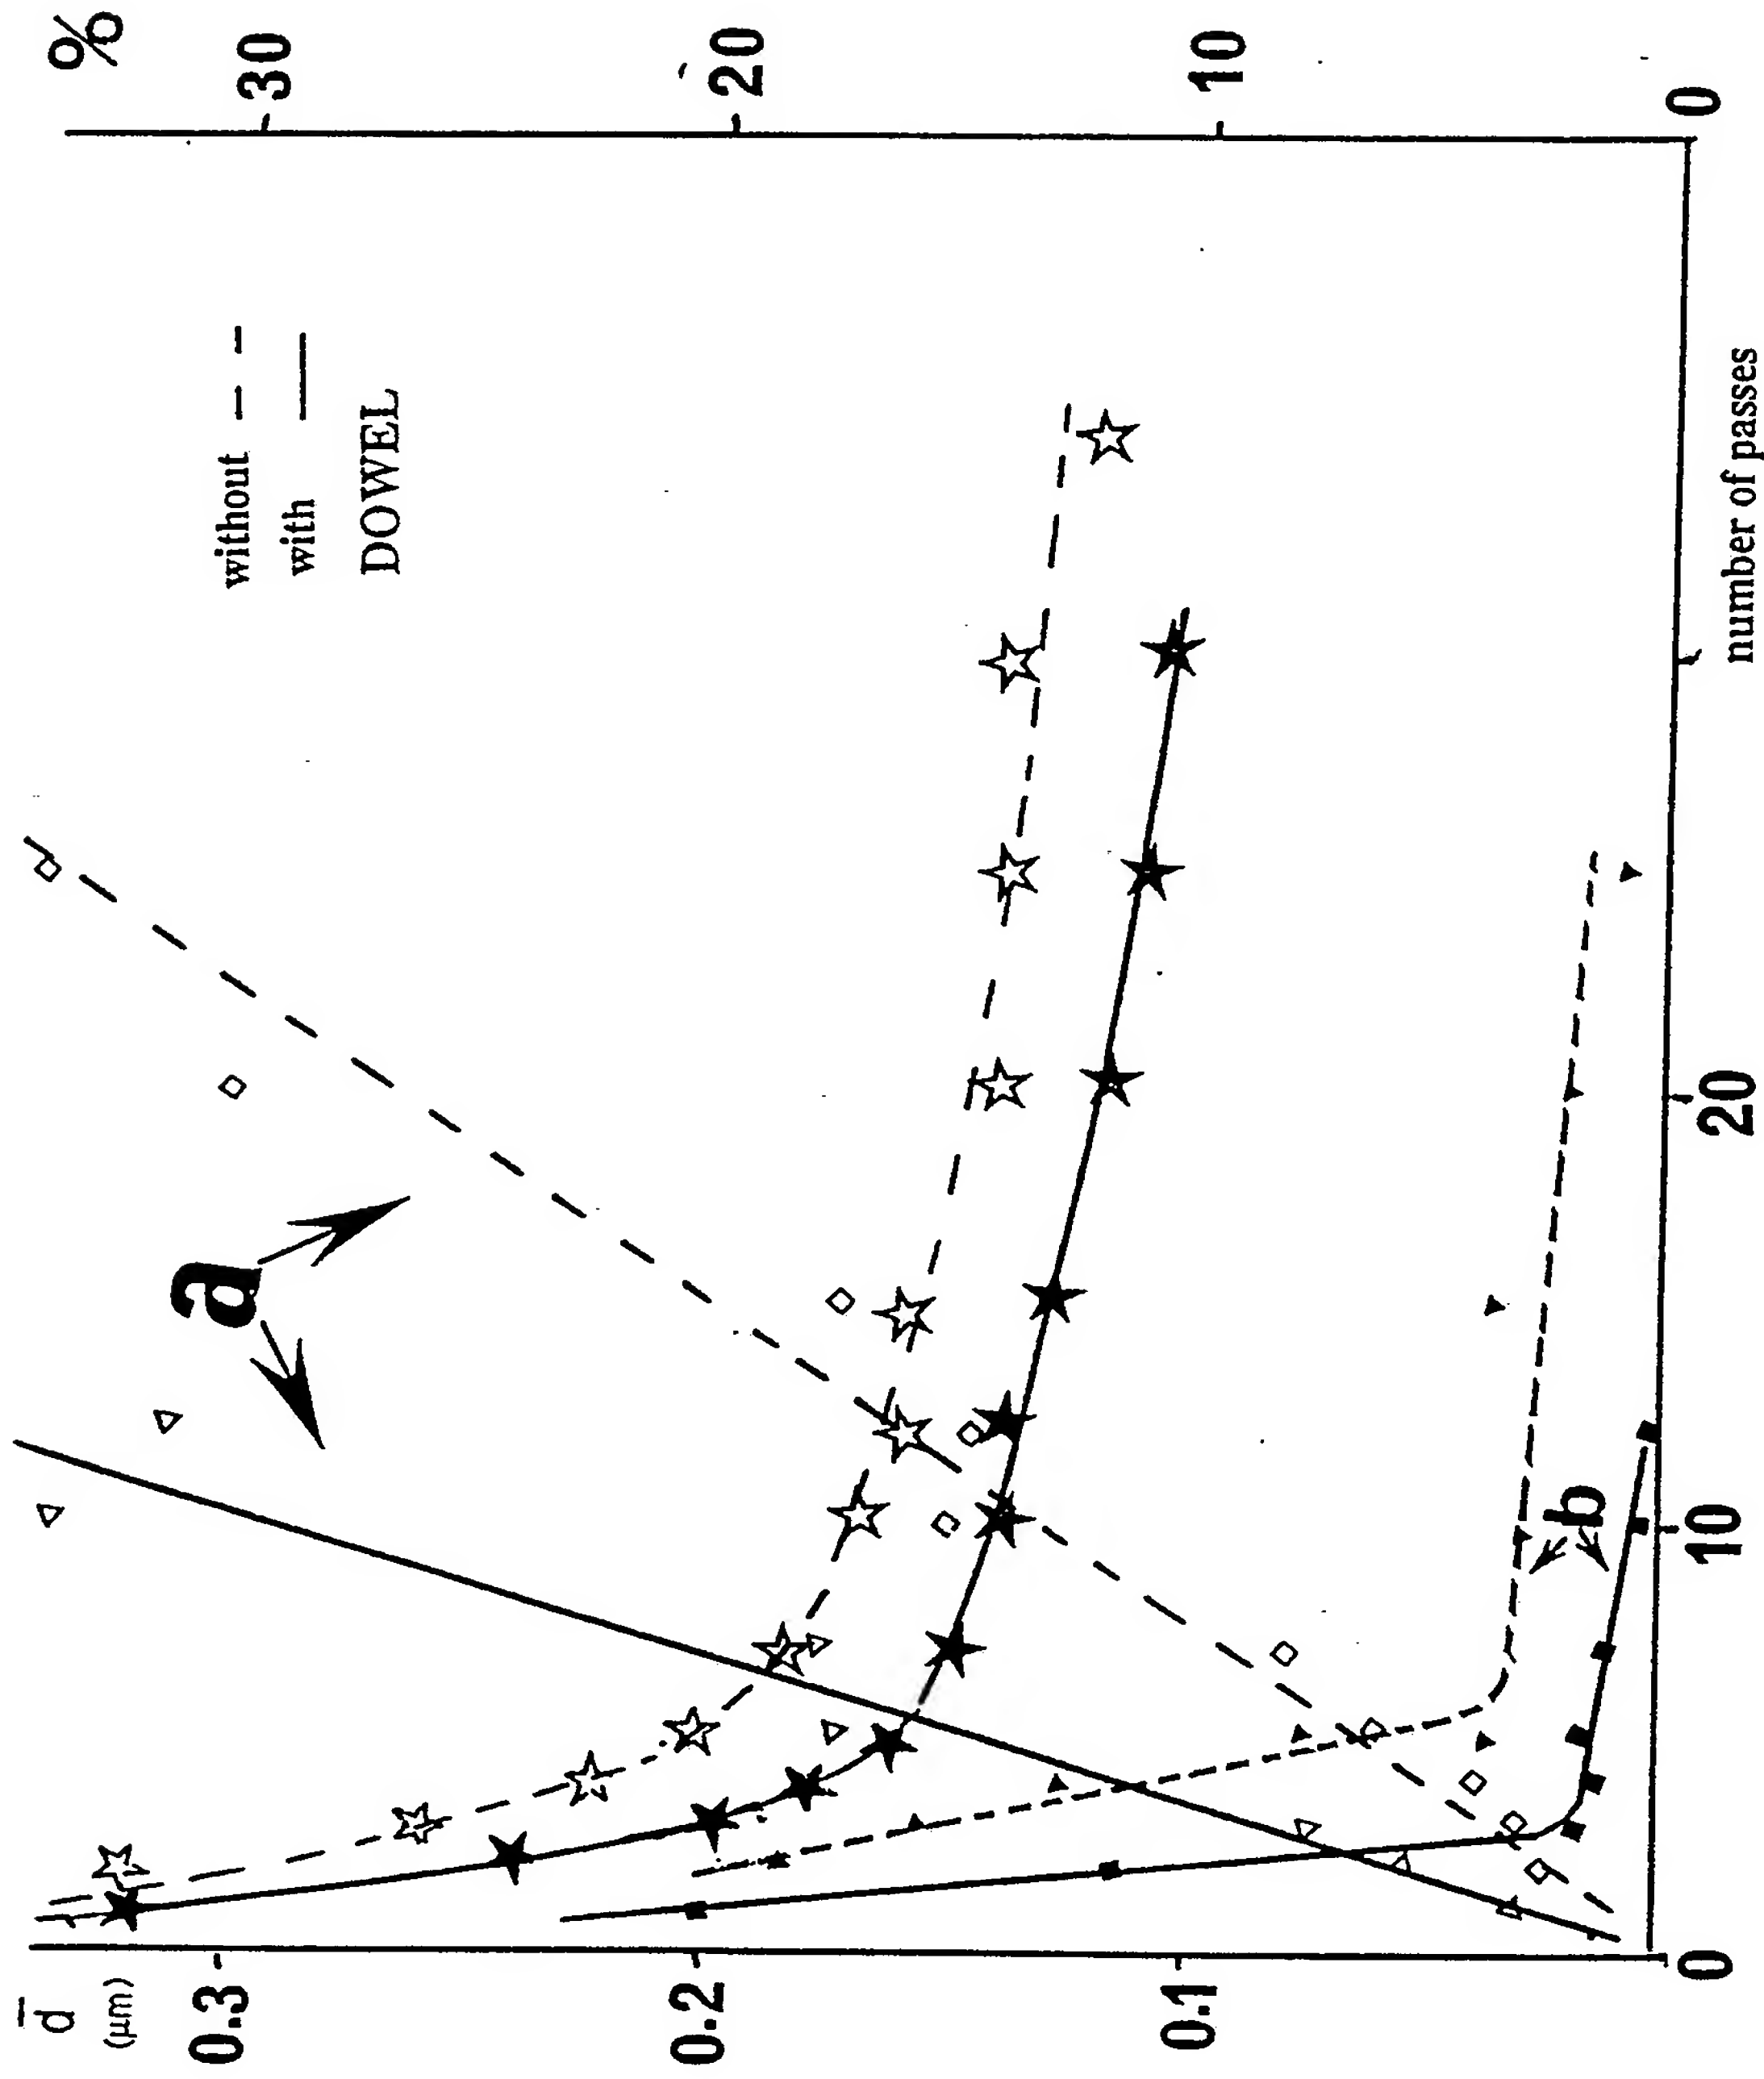 d̅
(µm)
%
0.3
0.2
0.1
0
30
20
10
0
without
with
DOWEL
a
b
10
20
number of passes